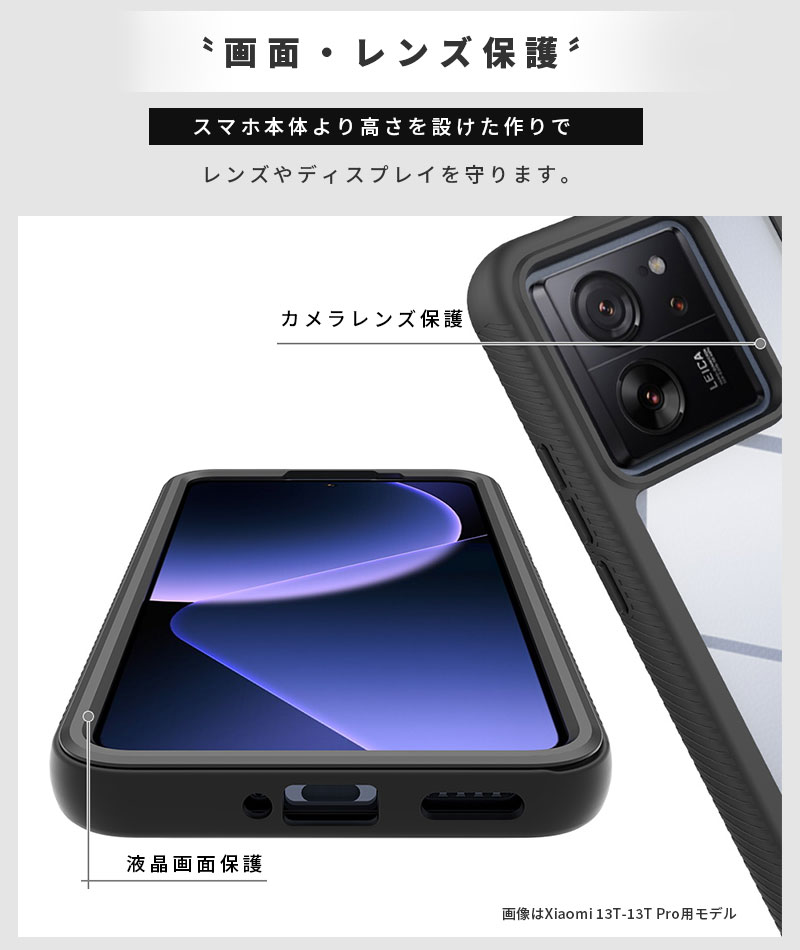 〝画面・レンズ保護〞
スマホ本体より高さを設けた作りで
レンズやディスプレイを守ります。
カメラレンズ保護
LEICA
液晶画面保護
画像はXiaomi 13T-13T Pro用モデル